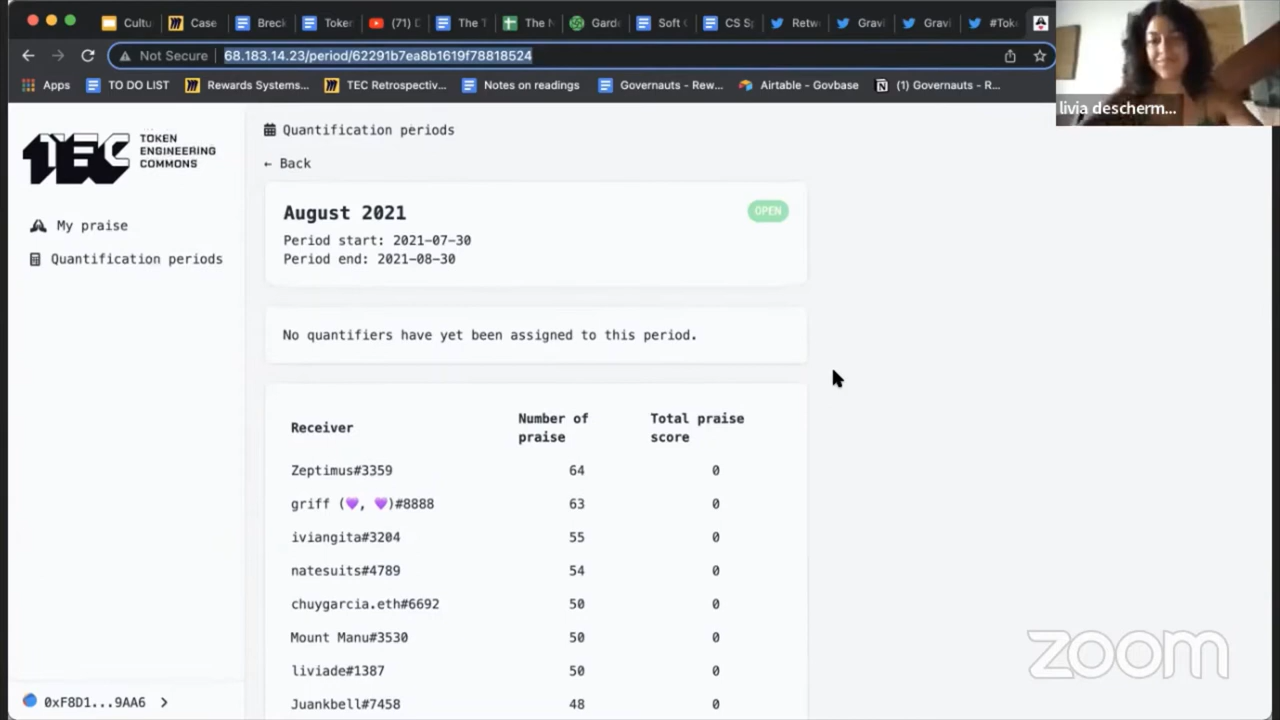 Cultu
Case
Breck
Token
(71) D
The T
The N
Garde
Soft G
CS Sp
Retw
Gravi
Gravi
#Toke
Not Secure
68.183.14.23/period/62291b7ea8b1619f78818524
Apps
TO DO LIST
Rewards Systems...
TEC Retrospectiv...
Notes on readings
Governauts - Rew...
Airtable - Govbase
(1) Governauts - R...
livia descherm...
TEC
TOKEN
ENGINEERING
COMMONS
My praise
Quantification periods
Quantification periods
← Back
August 2021
OPEN
Period start: 2021-07-30
Period end: 2021-08-30
No quantifiers have yet been assigned to this period.
Receiver Number of praise Total praise score
Zeptimus#3359 64 0
griff (💜, 💜)#8888 63 0
iviangita#3204 55 0
natesuits#4789 54 0
chuygarcia.eth#6692 50 0
Mount Manu#3530 50 0
liviade#1387 50 0
Juankbell#7458 48 0
0xF8D1...9AA6
zoom